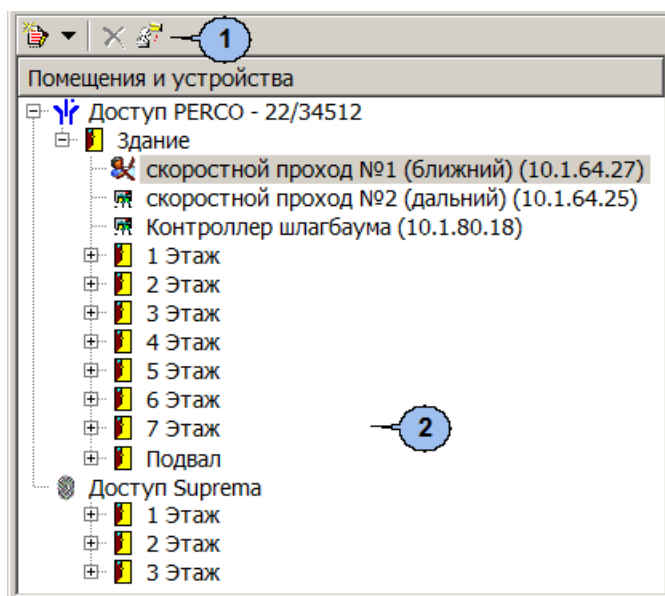 1
Помещения и устройства
Доступ PERCO - 22/34512
Здание
скоростной проход №1 (ближний) (10.1.64.27)
скоростной проход №2 (дальний) (10.1.64.25)
Контроллер шлагбаума (10.1.80.18)
1 Этаж
2 Этаж
3 Этаж
4 Этаж
5 Этаж
6 Этаж
7 Этаж
2
Подвал
Доступ Suprema
1 Этаж
2 Этаж
3 Этаж